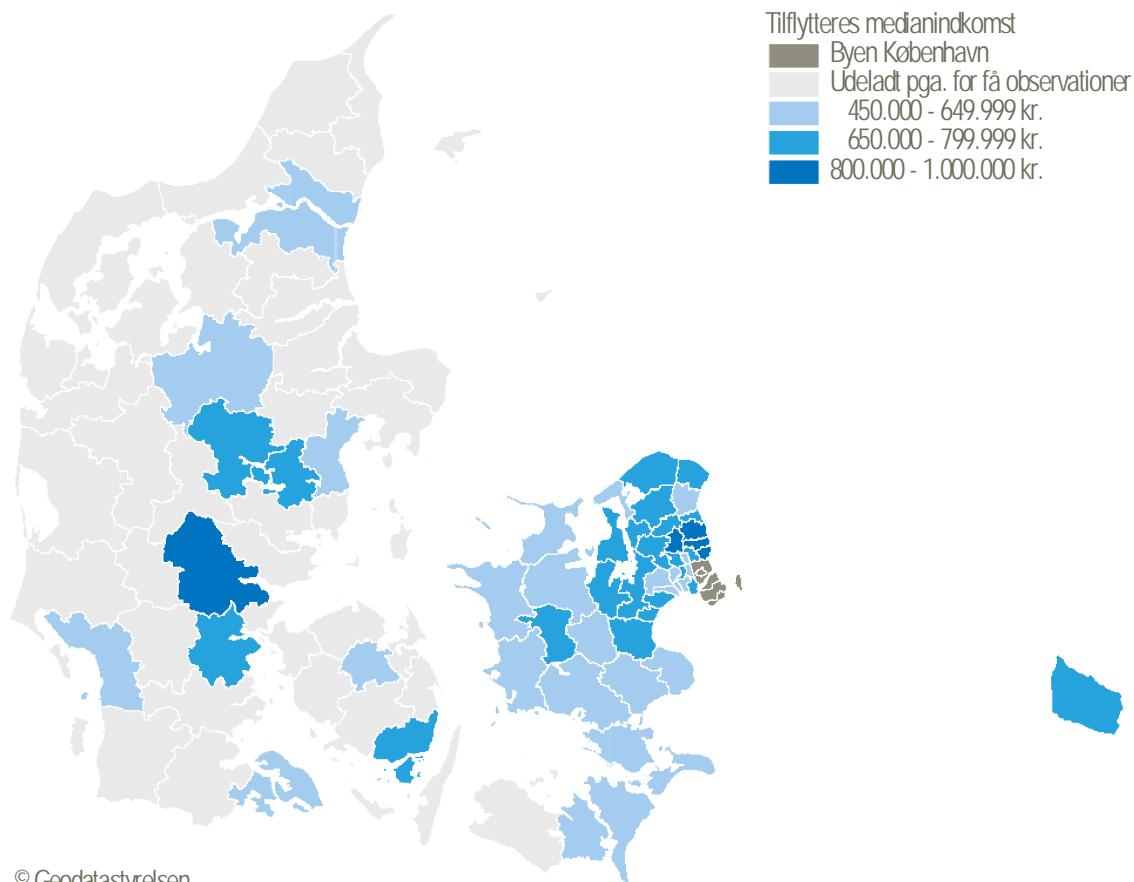 Tilflytteres medianindkomst
Byen København
Udeladt pga. for få observationer
450.000 - 649.999 kr.
650.000 - 799.999 kr.
800.000 - 1.000.000 kr.
© Geodatastyrelsen